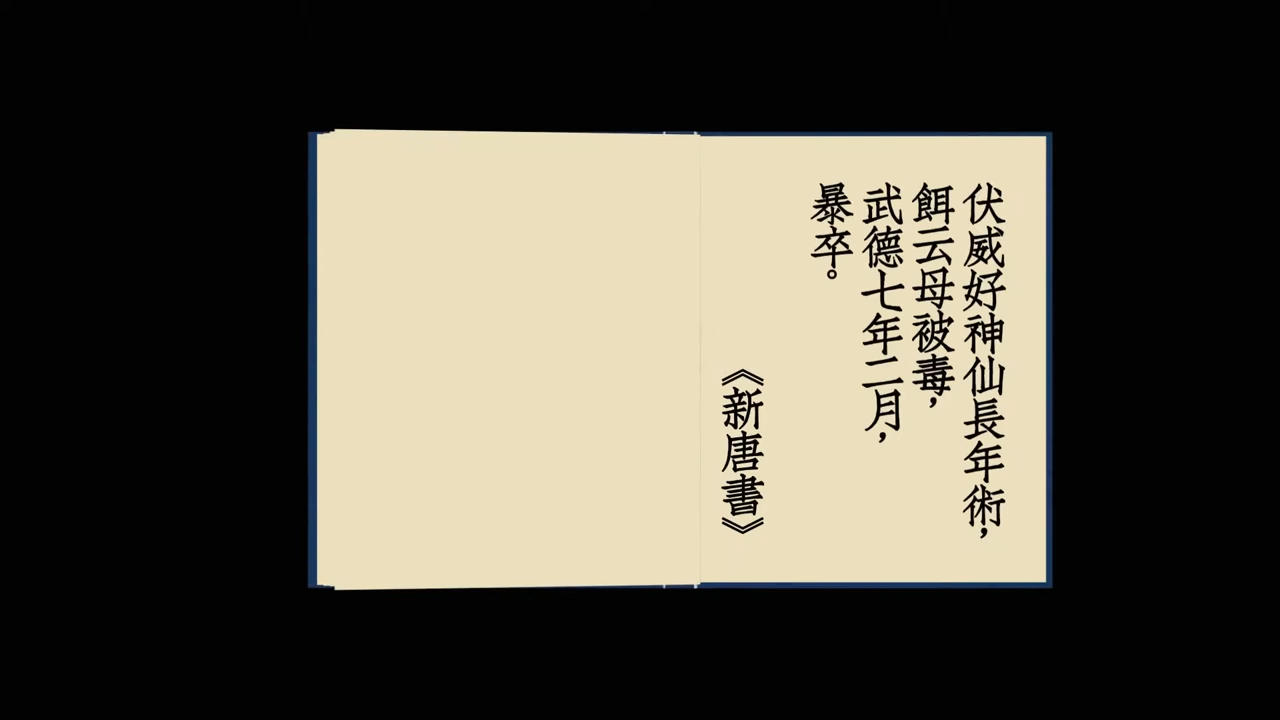 伏威好神仙長年術，
餌云母被毒，
武德七年二月，
暴卒。
《新唐書》